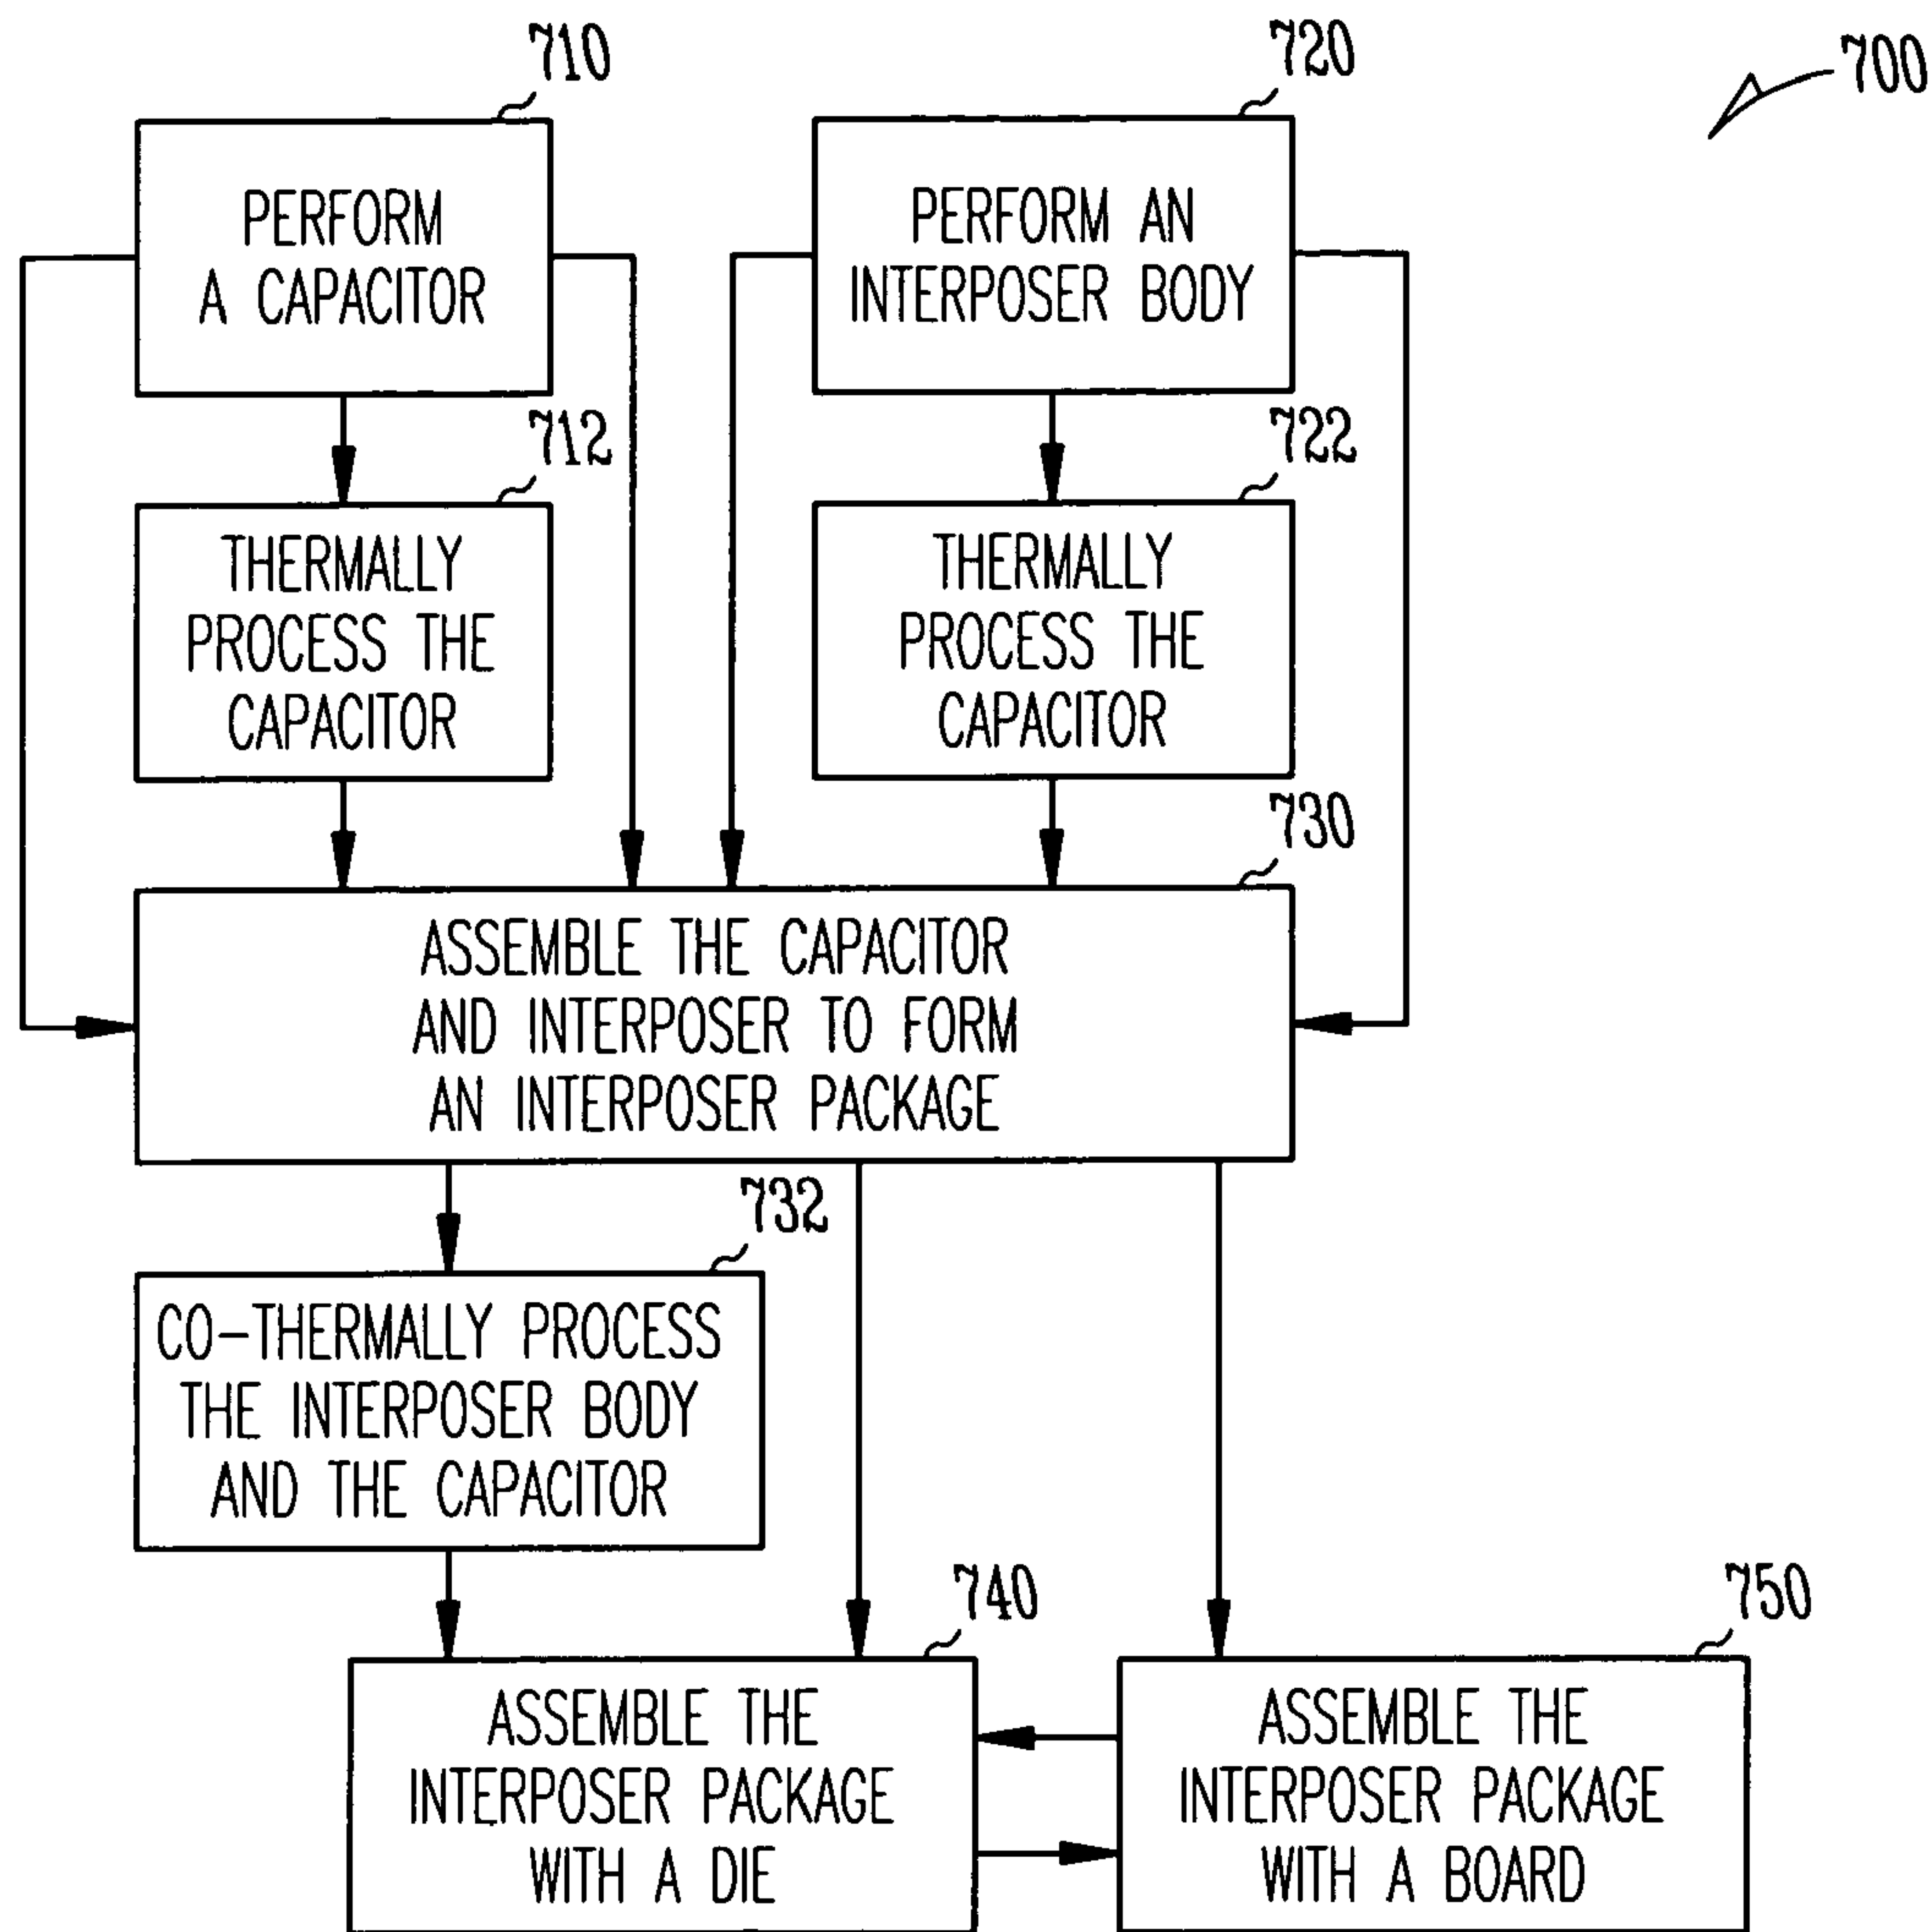 710
720
700
PERFORM
A CAPACITOR
PERFORM AN
INTERPOSER BODY
712
722
THERMALLY
PROCESS THE
CAPACITOR
THERMALLY
PROCESS THE
CAPACITOR
730
ASSEMBLE THE CAPACITOR
AND INTERPOSER TO FORM
AN INTERPOSER PACKAGE
732
CO-THERMALLY PROCESS
THE INTERPOSER BODY
AND THE CAPACITOR
740
750
ASSEMBLE THE
INTERPOSER PACKAGE
WITH A DIE
ASSEMBLE THE
INTERPOSER PACKAGE
WITH A BOARD